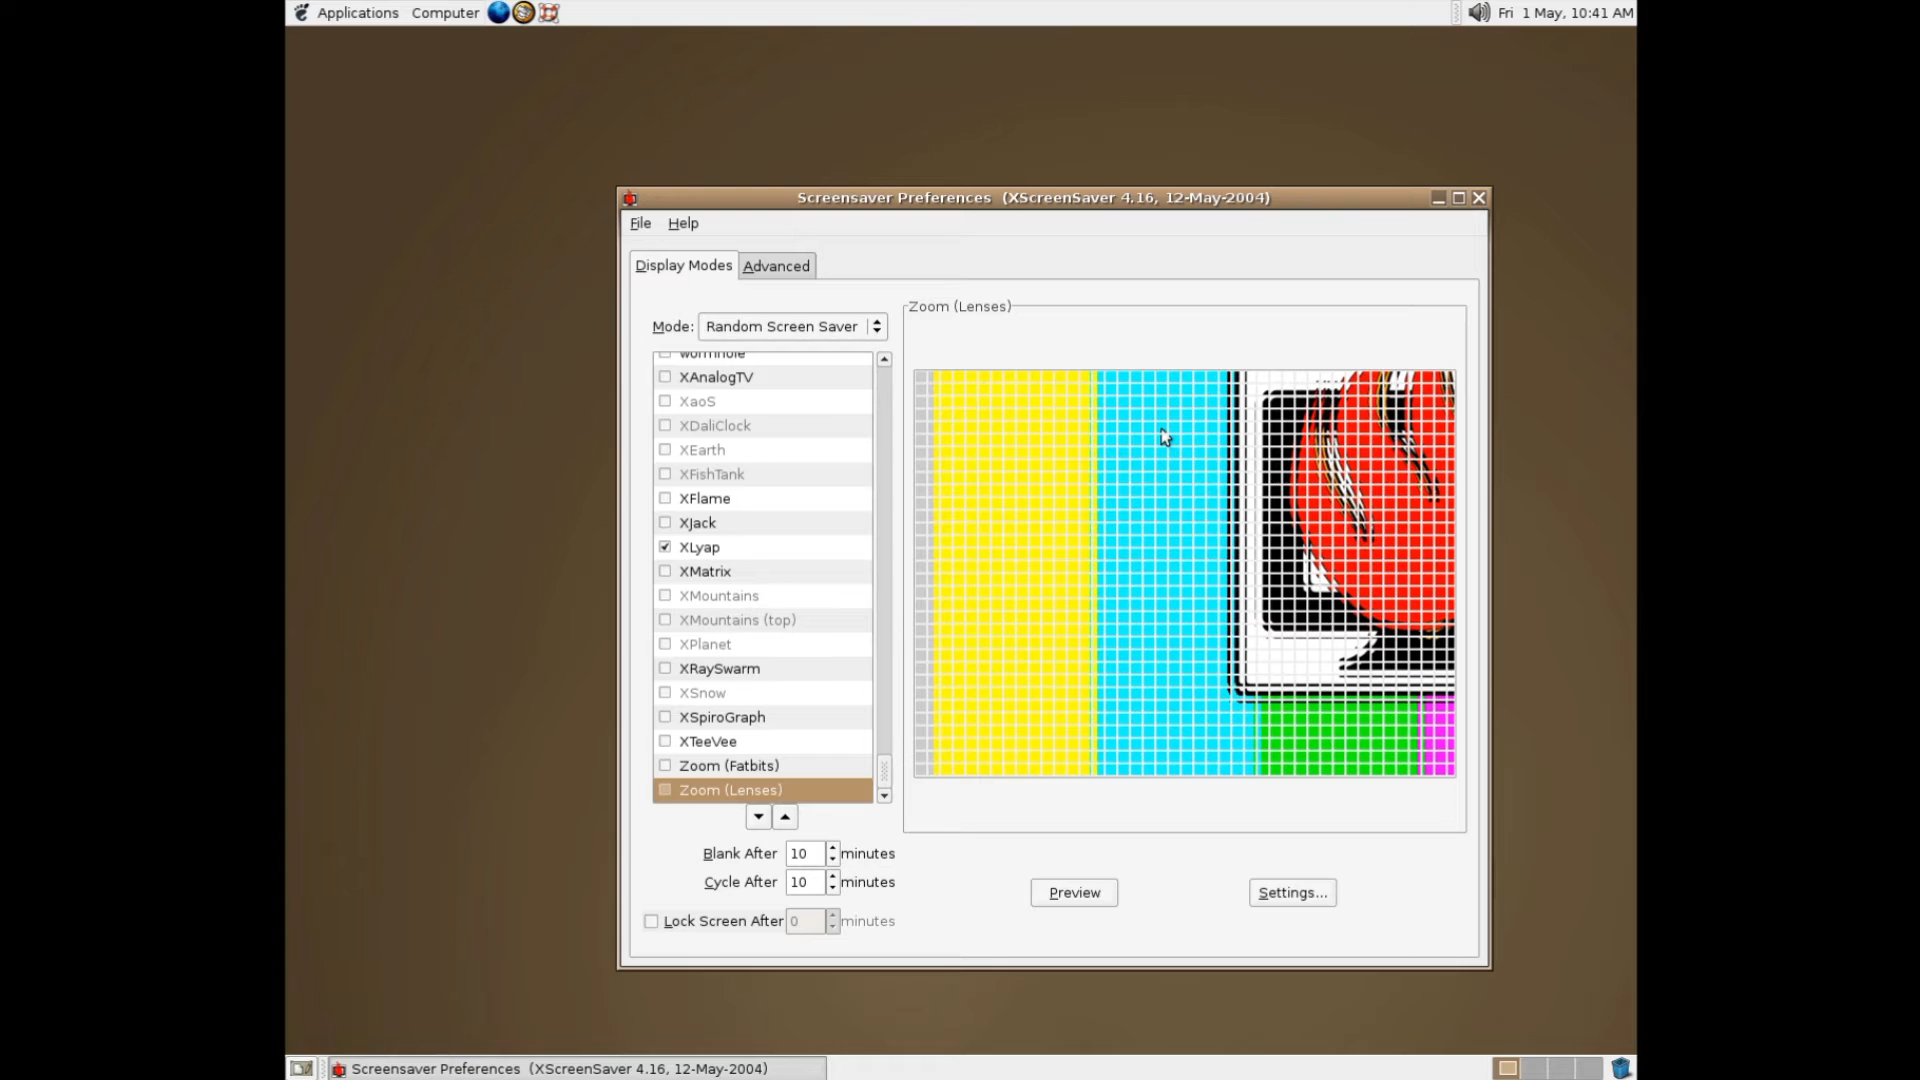 Applications Computer Fri 1 May, 10:41 AM
Screensaver Preferences (XScreenSaver 4.16, 12-May-2004)
File Help
Display Modes Advanced
Mode: Random Screen Saver
Zoom (Lenses)
wormhole
XAnalogTV
XaoS
XDaliClock
XEarth
XFishTank
XFlame
XJack
XLyap
XMatrix
XMountains
XMountains (top)
XPlanet
XRaySwarm
XSnow
XSpiroGraph
XTeeVee
Zoom (Fatbits)
Zoom (Lenses)
Blank After 10 minutes
Cycle After 10 minutes
Lock Screen After 0 minutes
Preview Settings...
Screensaver Preferences (XScreenSaver 4.16, 12-May-2004)